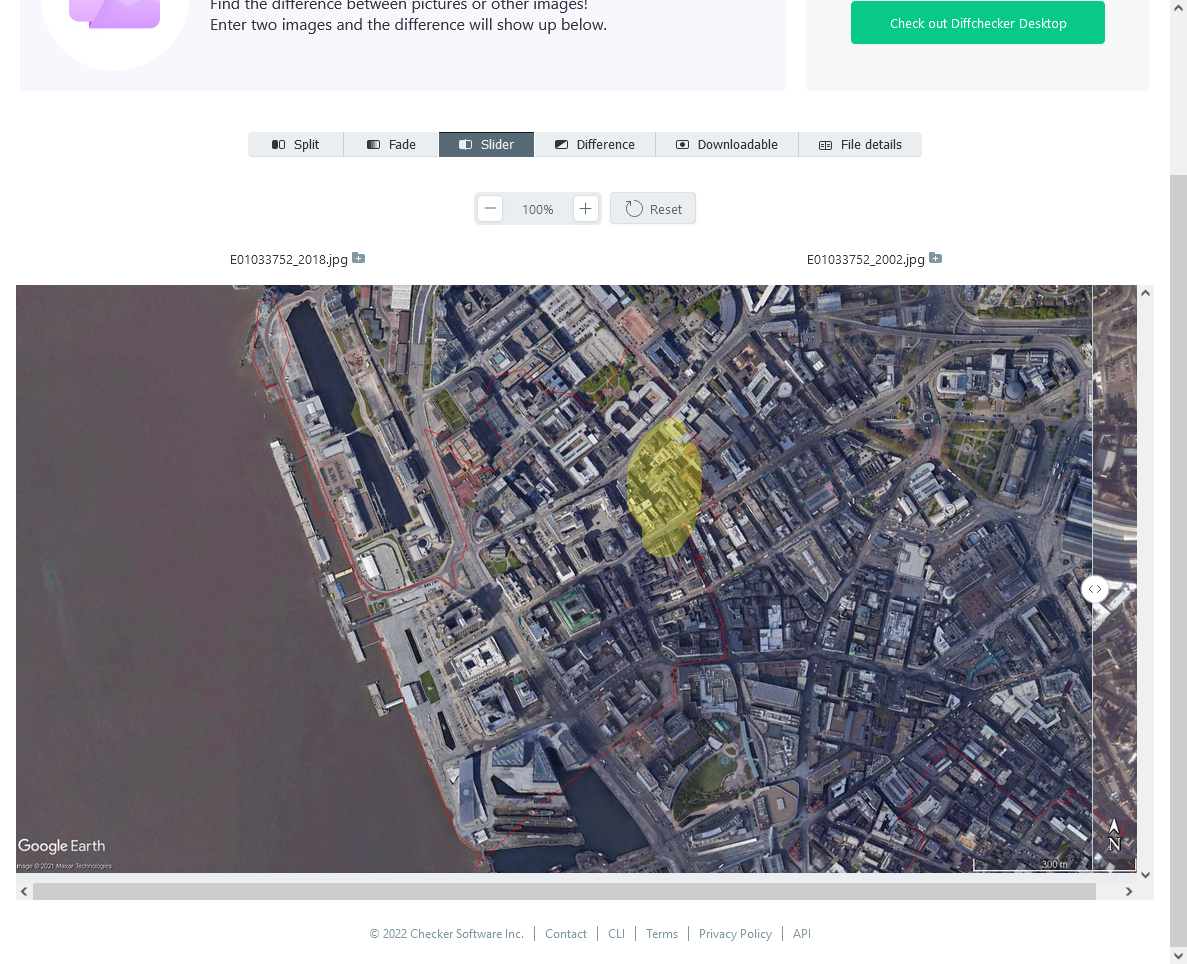 Find the difference between pictures or other images!
Enter two images and the difference will show up below.
Check out Diffchecker Desktop
Split
Fade
Slider
Difference
Downloadable
File details
100%
Reset
E01033752_2018.jpg
E01033752_2002.jpg
Google Earth
Image © 2021 Maxar Technologies
N
300 m
© 2022 Checker Software Inc.
Contact
CLI
Terms
Privacy Policy
API